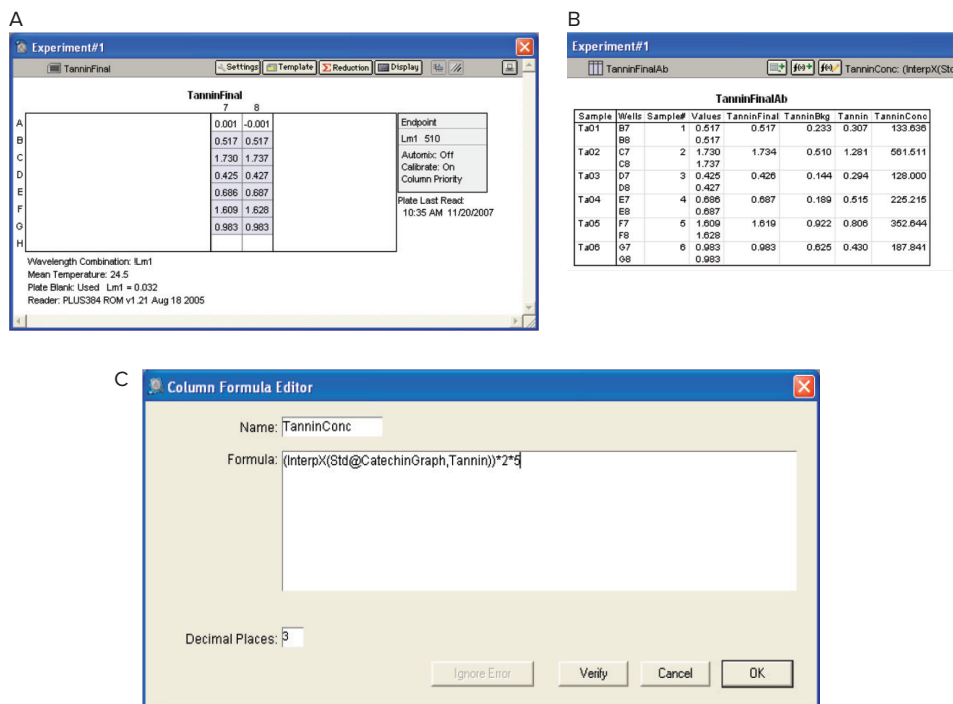 A
Experiment#1
TanninFinal
Settings Template Reduction Display
TanninFinal
7 8
A 0.001 -0.001
B 0.517 0.517
C 1.730 1.737
D 0.425 0.427
E 0.686 0.687
F 1.609 1.628
G 0.983 0.983
H
Endpoint
Lm1 510
Automix: Off
Calibrate: On
Column Priority
Plate Last Read:
10:35 AM 11/20/2007
Wavelength Combination: !Lm1
Mean Temperature: 24.5
Plate Blank: Used Lm1 = 0.032
Reader: PLUS384 ROM v1.21 Aug 18 2005
B
Experiment#1
TanninFinalAb TanninConc: (InterpX(Std
TanninFinalAb
Sample Wells Sample# Values TanninFinal TanninBkg Tannin TanninConc
Ta01 B7 1 0.517 0.517 0.233 0.307 133.636
B8 0.517
Ta02 C7 2 1.730 1.734 0.510 1.281 561.511
C8 1.737
Ta03 D7 3 0.425 0.426 0.144 0.294 128.000
D8 0.427
Ta04 E7 4 0.686 0.687 0.189 0.515 225.215
E8 0.687
Ta05 F7 5 1.609 1.619 0.922 0.806 352.644
F8 1.628
Ta06 G7 6 0.983 0.983 0.625 0.430 187.841
G8 0.983
C
Column Formula Editor
Name: TanninConc
Formula: (InterpX(Std@CatechinGraph,Tannin))*2*5
Decimal Places: 3
Ignore Error Verify Cancel OK